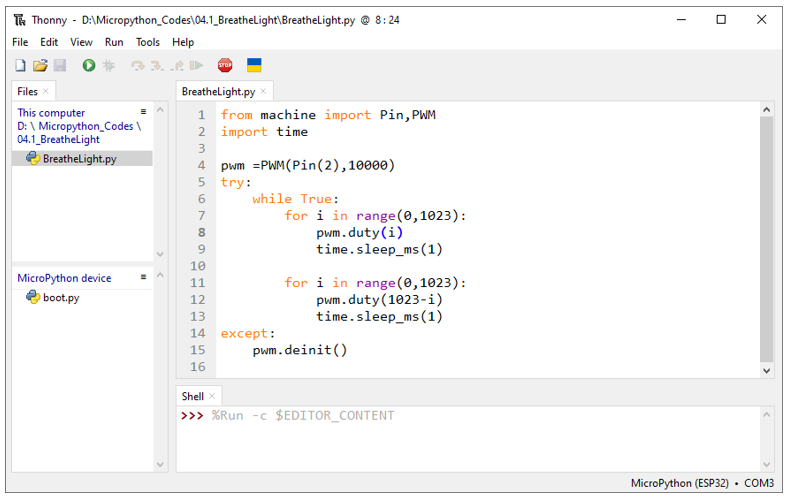 Thonny - D:\Micropython_Codes\04.1_BreatheLight\BreatheLight.py @ 8 : 24
File Edit View Run Tools Help
STOP
Files ×
This computer ≡
D: \ Micropython_Codes \
04.1_BreatheLight
BreatheLight.py
MicroPython device ≡
boot.py
BreatheLight.py ×
1 from machine import Pin,PWM
2 import time
3
4 pwm =PWM(Pin(2),10000)
5 try:
6     while True:
7         for i in range(0,1023):
8             pwm.duty(i)
9             time.sleep_ms(1)
10
11         for i in range(0,1023):
12             pwm.duty(1023-i)
13             time.sleep_ms(1)
14 except:
15     pwm.deinit()
16
Shell ×
>>> %Run -c $EDITOR_CONTENT
MicroPython (ESP32) • COM3